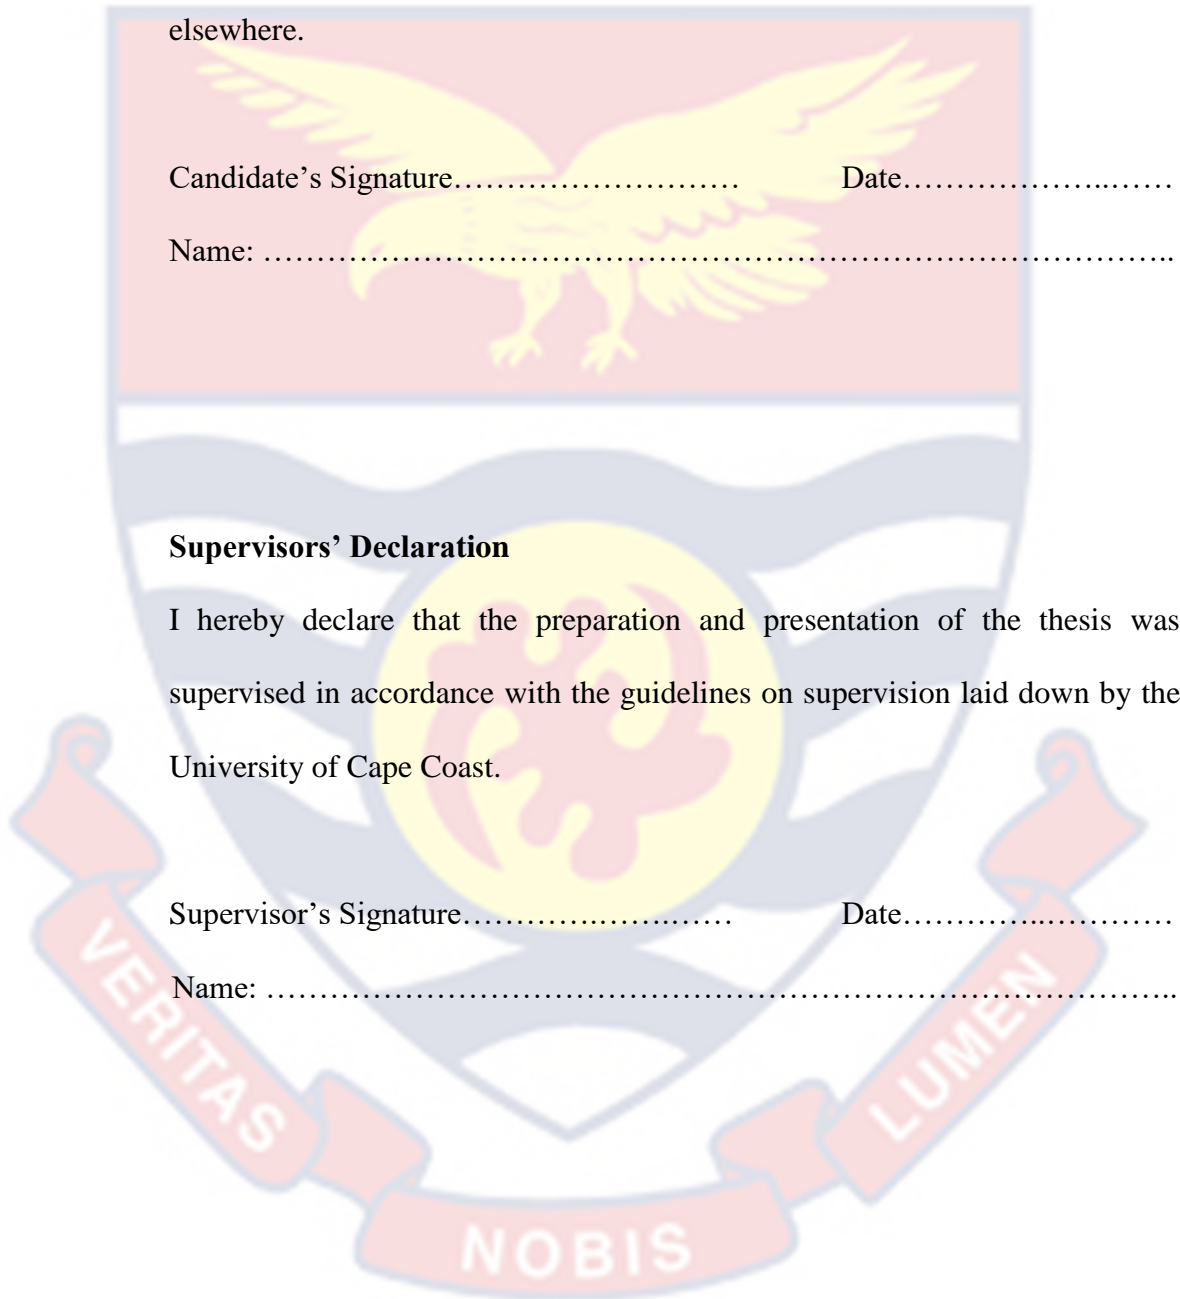 elsewhere.
Candidate’s Signature……………………… Date………………..……
Name: …………………………………………………………………………..
Supervisors’ Declaration
I hereby declare that the preparation and presentation of the thesis was
supervised in accordance with the guidelines on supervision laid down by the
University of Cape Coast.
Supervisor’s Signature………….……..…… Date………….…………
Name: …………………………………………………………………………..
VERITAS
NOBIS
LUMEN